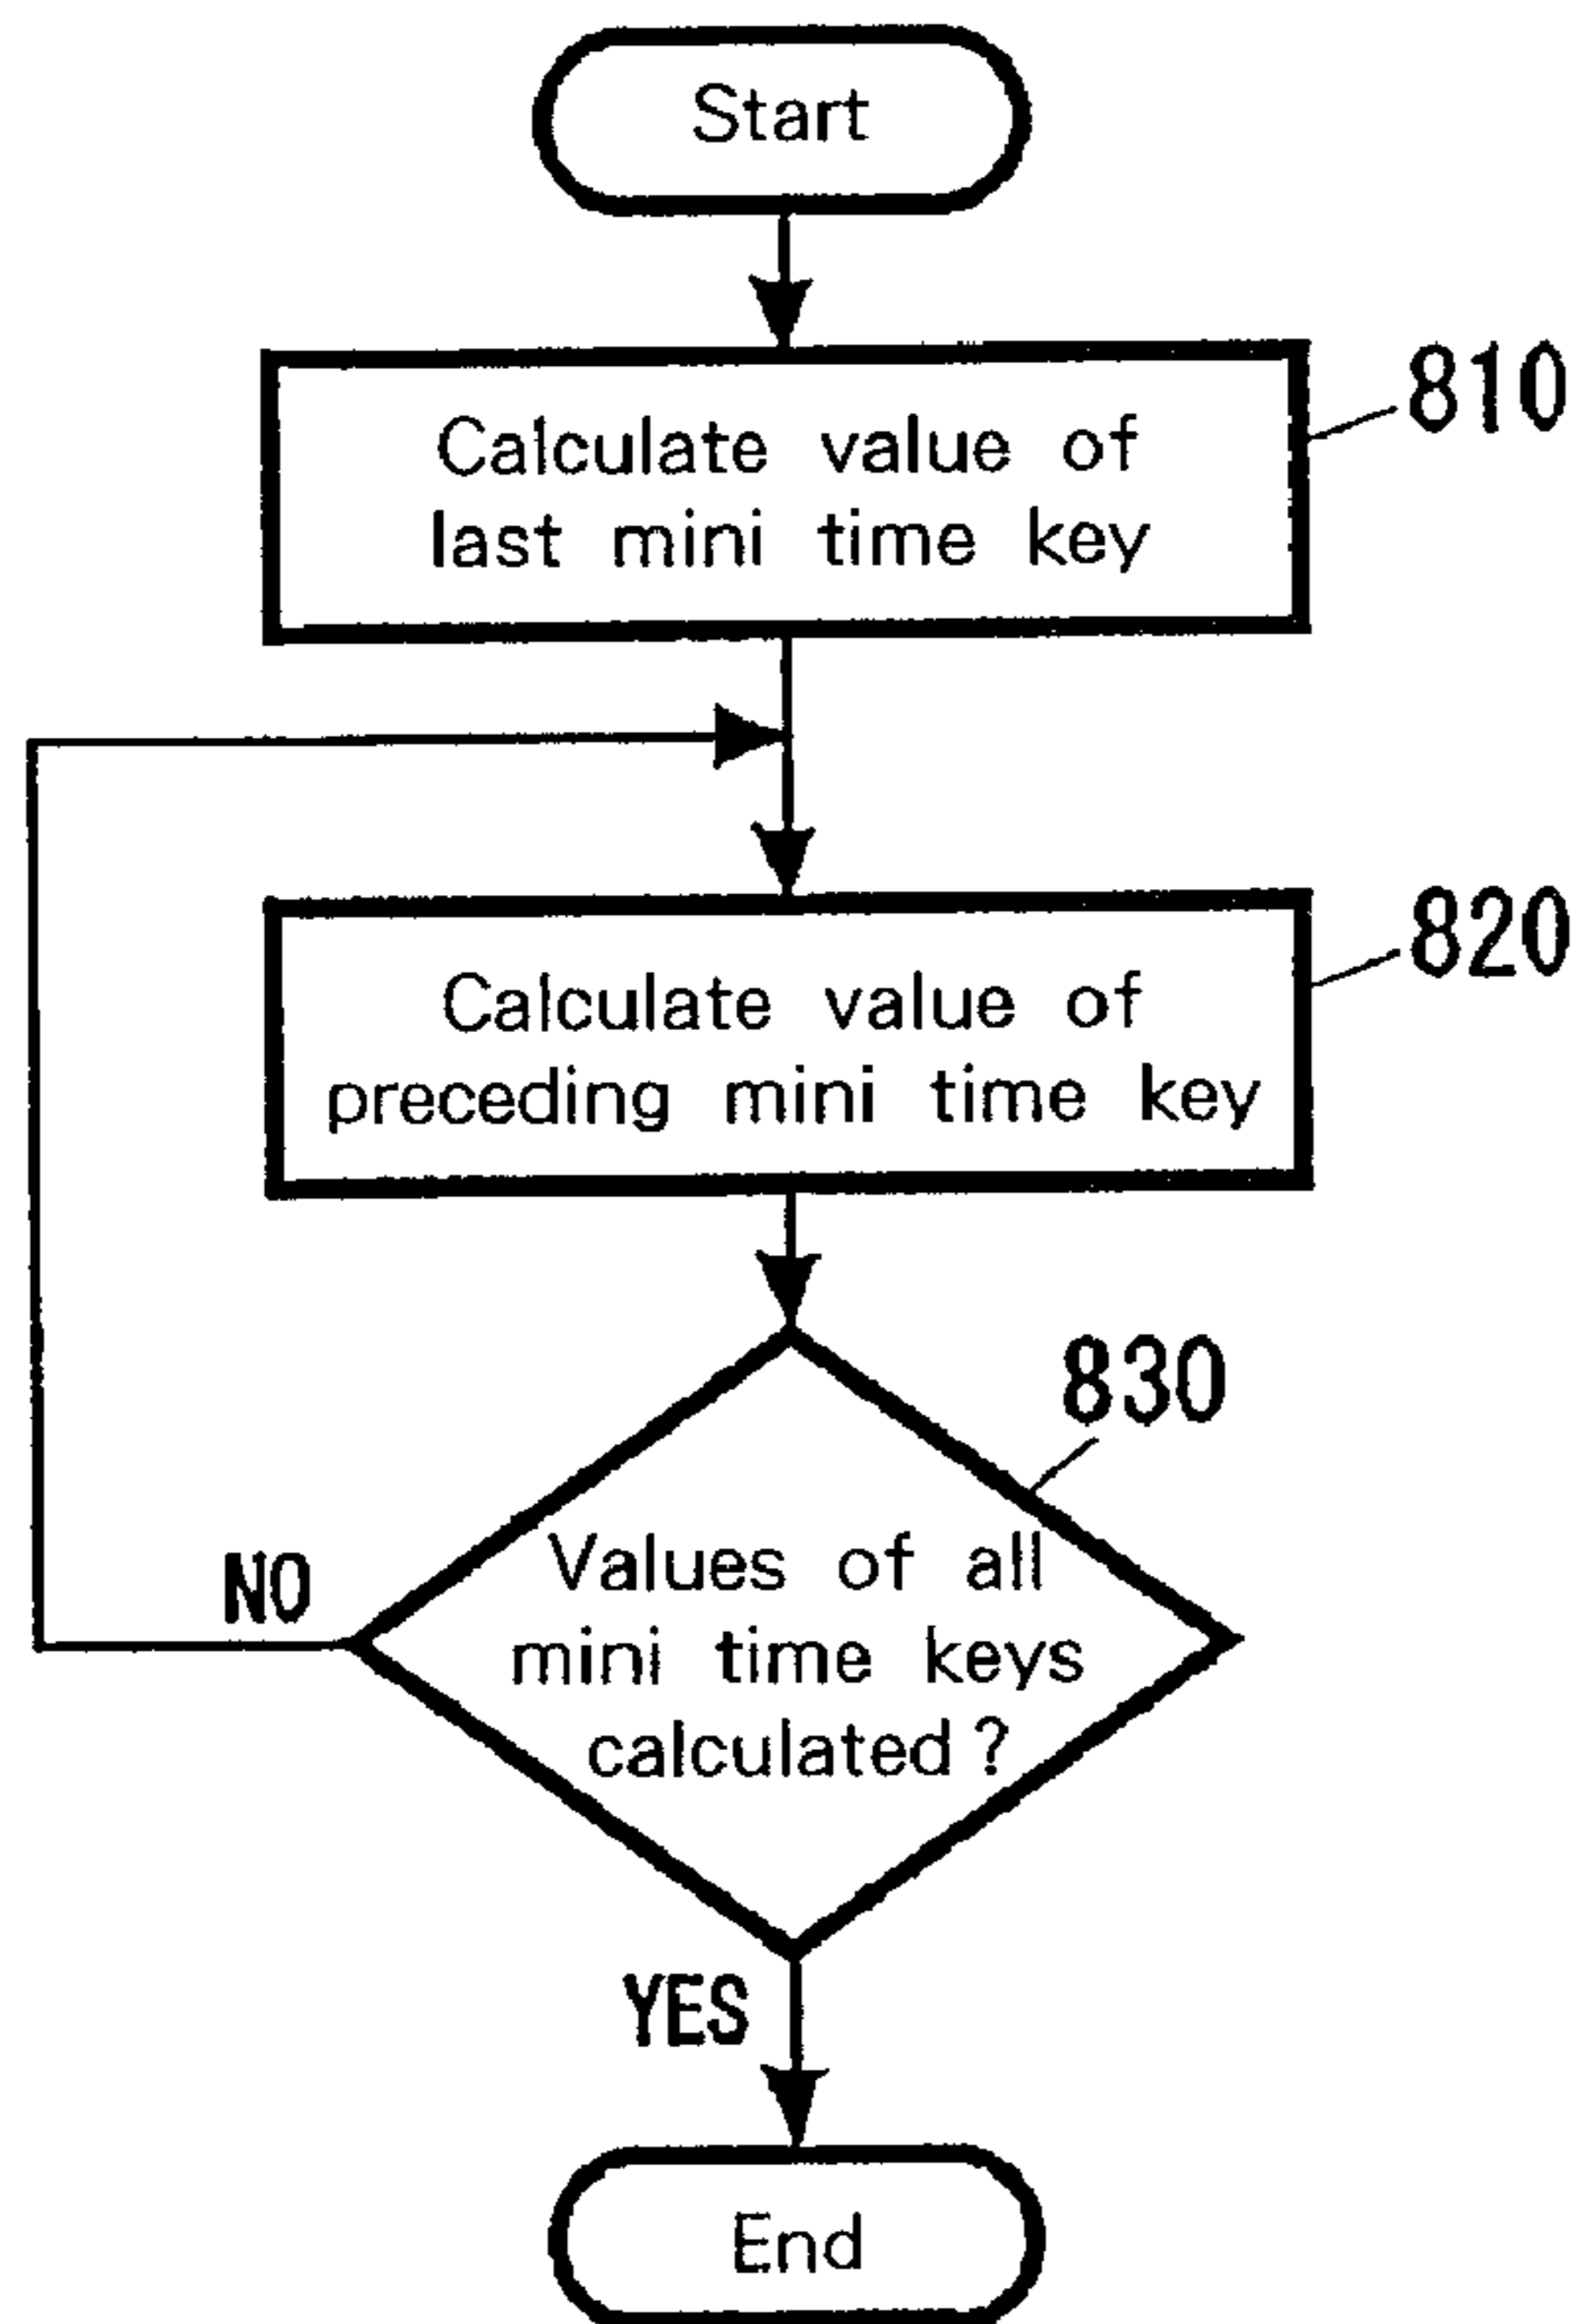 Start
Calculate value of
last mini time key
810
Calculate value of
preceding mini time key
820
830
Values of all
mini time keys
calculated?
NO
YES
End